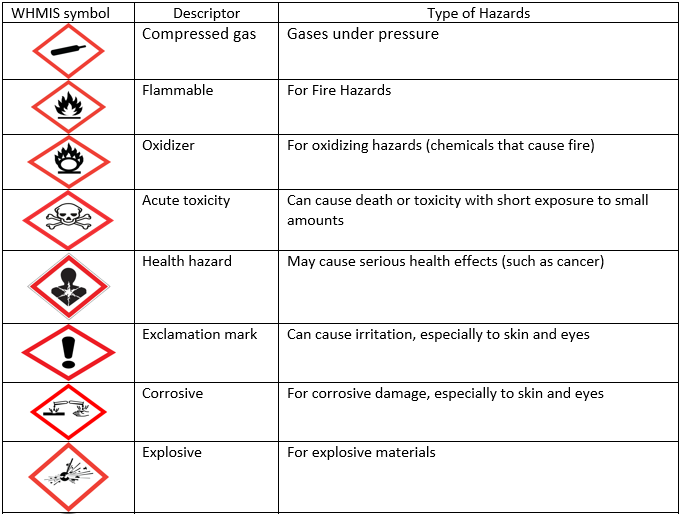 WHMIS symbol Descriptor Type of Hazards
Compressed gas Gases under pressure
Flammable For Fire Hazards
Oxidizer For oxidizing hazards (chemicals that cause fire)
Acute toxicity Can cause death or toxicity with short exposure to small
amounts
Health hazard May cause serious health effects (such as cancer)
Exclamation mark Can cause irritation, especially to skin and eyes
Corrosive For corrosive damage, especially to skin and eyes
Explosive For explosive materials